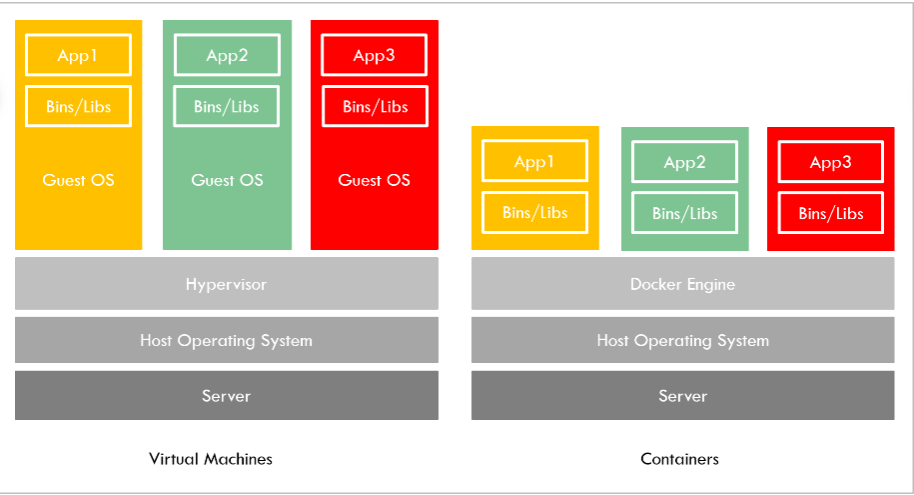 App1
Bins/Libs
Guest OS
App2
Bins/Libs
Guest OS
App3
Bins/Libs
Guest OS
Hypervisor
Host Operating System
Server
Virtual Machines
App1
Bins/Libs
App2
Bins/Libs
App3
Bins/Libs
Docker Engine
Host Operating System
Server
Containers